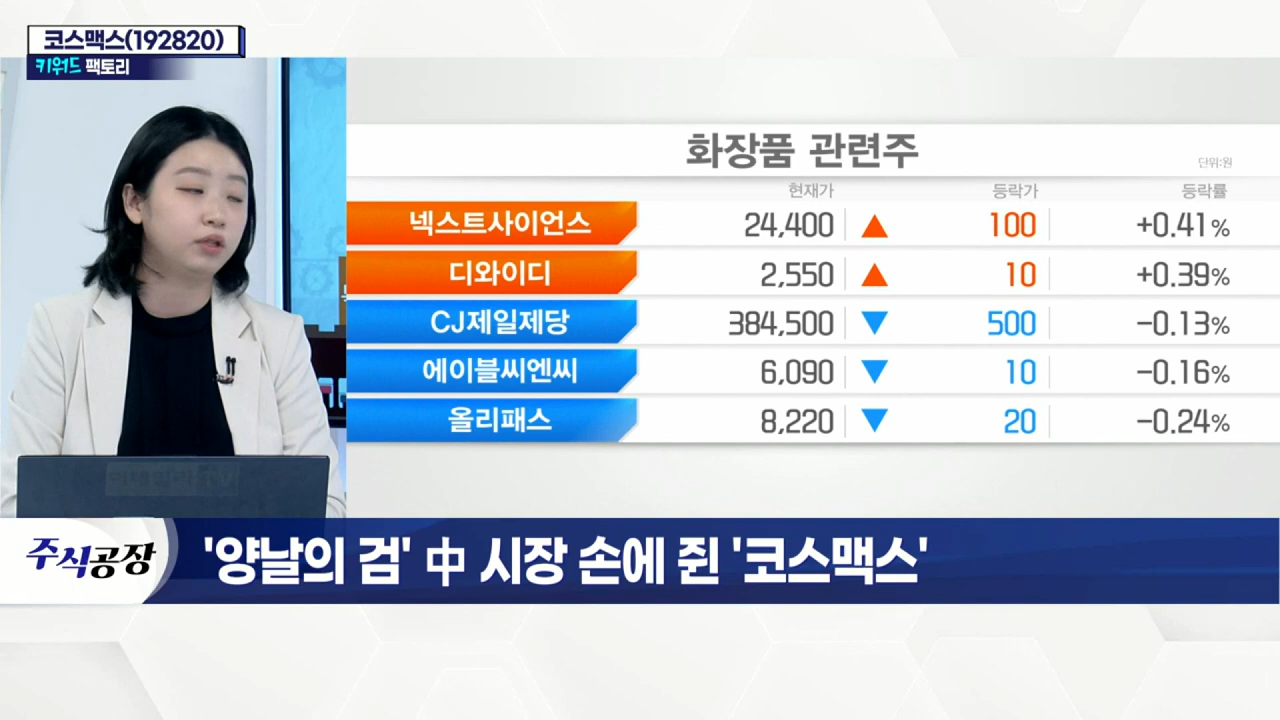 코스맥스(192820)
키워드 팩토리
화장품 관련주
단위:원
현재가 등락가 등락률
넥스트사이언스 24,400 ▲ 100 +0.41%
디와이디 2,550 ▲ 10 +0.39%
CJ제일제당 384,500 ▼ 500 -0.13%
에이블씨엔씨 6,090 ▼ 10 -0.16%
올리패스 8,220 ▼ 20 -0.24%
주식공장
'양날의 검' 中 시장 손에 쥔 '코스맥스'